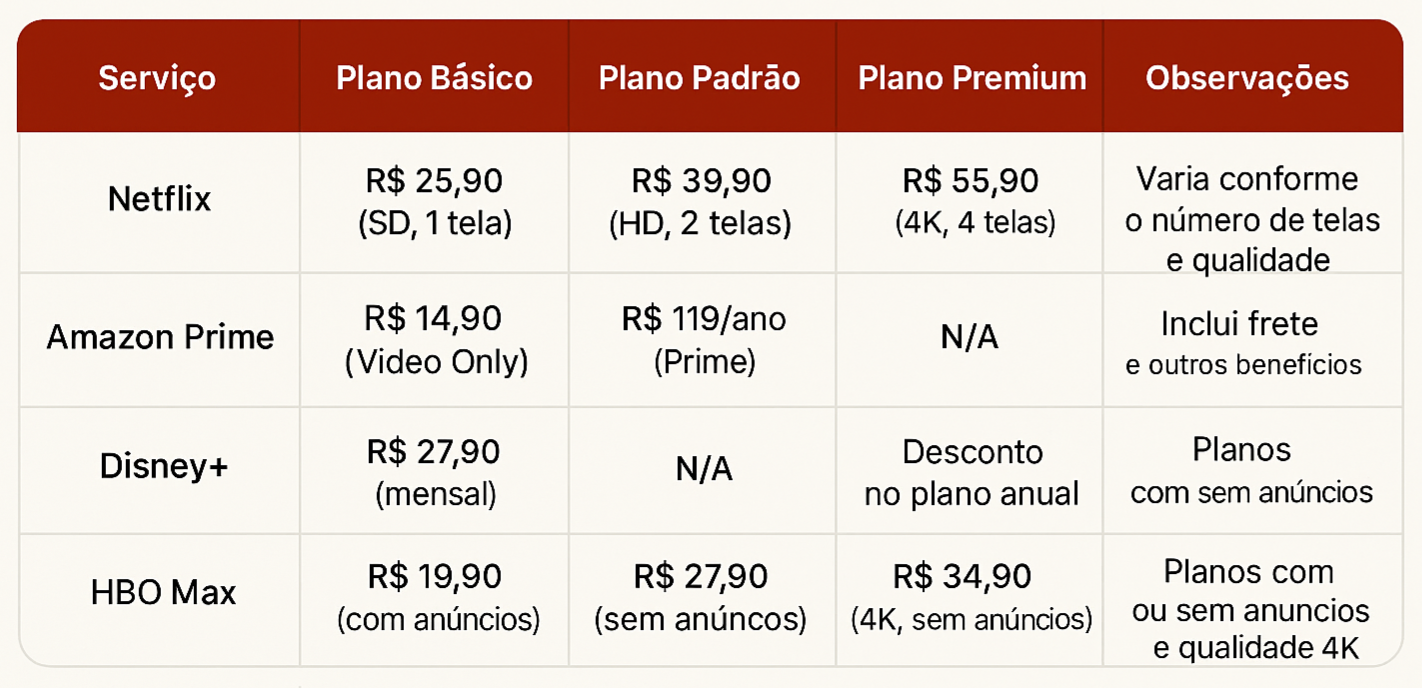 Serviço
Plano Básico
Plano Padrão
Plano Premium
Observações
Netflix
R$ 25,90
(SD, 1 tela)
R$ 39,90
(HD, 2 telas)
R$ 55,90
(4K, 4 telas)
Varia conforme
o número de telas
e qualidade
Amazon Prime
R$ 14,90
(Video Only)
R$ 119/ano
(Prime)
N/A
Inclui frete
e outros benefícios
Disney+
R$ 27,90
(mensal)
N/A
Desconto
no plano anual
Planos
com sem anúncios
HBO Max
R$ 19,90
(com anúncios)
R$ 27,90
(sem anúncos)
R$ 34,90
(4K, sem anúncios)
Planos com
ou sem anuncios
e qualidade 4K